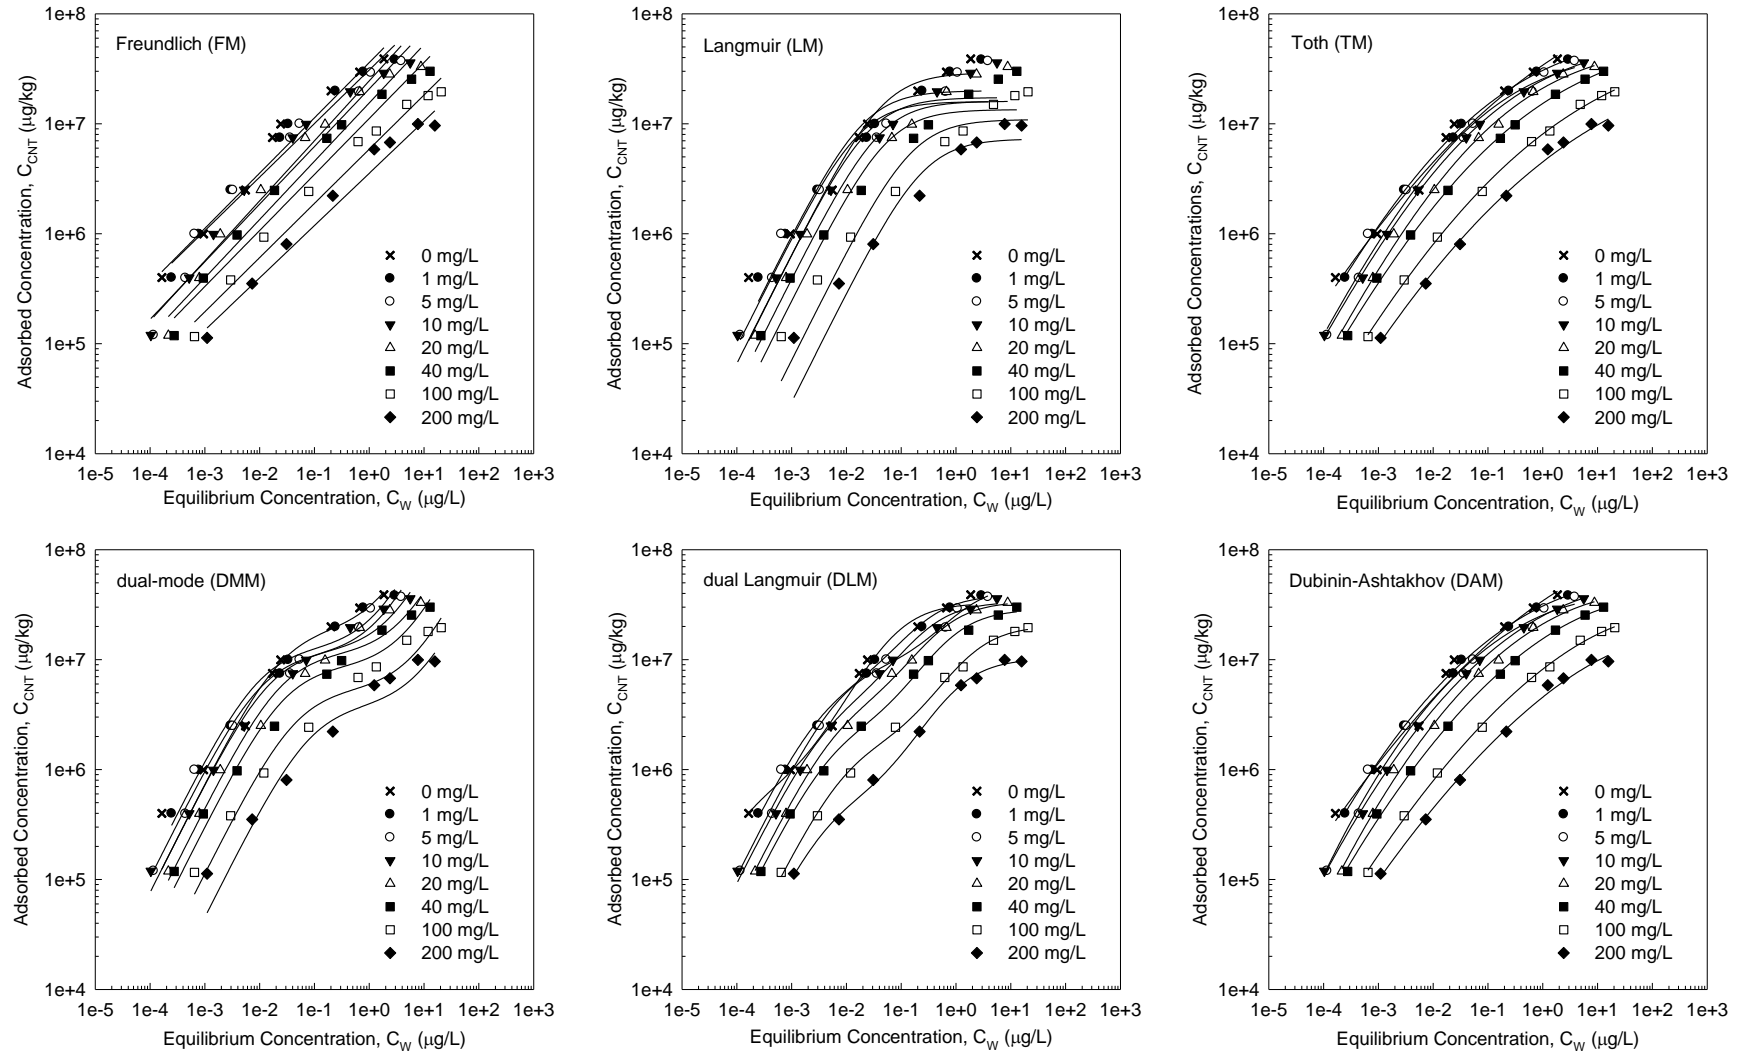 Freundlich (FM)
Adsorbed Concentration, C_CNT (μg/kg)
1e+8
1e+7
1e+6
1e+5
1e+4
0 mg/L
1 mg/L
5 mg/L
10 mg/L
20 mg/L
40 mg/L
100 mg/L
200 mg/L
1e-5 1e-4 1e-3 1e-2 1e-1 1e+0 1e+1 1e+2 1e+3
Equilibrium Concentration, C_W (μg/L)
Langmuir (LM)
Adsorbed Concentration, C_CNT (μg/kg)
1e+8
1e+7
1e+6
1e+5
1e+4
0 mg/L
1 mg/L
5 mg/L
10 mg/L
20 mg/L
40 mg/L
100 mg/L
200 mg/L
1e-5 1e-4 1e-3 1e-2 1e-1 1e+0 1e+1 1e+2 1e+3
Equilibrium Concentration, C_W (μg/L)
Toth (TM)
Adsorbed Concentrations, C_CNT (μg/kg)
1e+8
1e+7
1e+6
1e+5
1e+4
0 mg/L
1 mg/L
5 mg/L
10 mg/L
20 mg/L
40 mg/L
100 mg/L
200 mg/L
1e-5 1e-4 1e-3 1e-2 1e-1 1e+0 1e+1 1e+2 1e+3
Equilibrium Concentration, C_W (μg/L)
dual-mode (DMM)
Adsorbed Concentration, C_CNT (μg/kg)
1e+8
1e+7
1e+6
1e+5
1e+4
0 mg/L
1 mg/L
5 mg/L
10 mg/L
20 mg/L
40 mg/L
100 mg/L
200 mg/L
1e-5 1e-4 1e-3 1e-2 1e-1 1e+0 1e+1 1e+2 1e+3
Equilibrium Concentration, C_W (μg/L)
dual Langmuir (DLM)
Adsorbed Concentration, C_CNT (μg/kg)
1e+8
1e+7
1e+6
1e+5
1e+4
0 mg/L
1 mg/L
5 mg/L
10 mg/L
20 mg/L
40 mg/L
100 mg/L
200 mg/L
1e-5 1e-4 1e-3 1e-2 1e-1 1e+0 1e+1 1e+2 1e+3
Equilibrium Concentration, C_W (μg/L)
Dubinin-Ashtakhov (DAM)
Adsorbed Concentration, C_CNT (μg/kg)
1e+8
1e+7
1e+6
1e+5
1e+4
0 mg/L
1 mg/L
5 mg/L
10 mg/L
20 mg/L
40 mg/L
100 mg/L
200 mg/L
1e-5 1e-4 1e-3 1e-2 1e-1 1e+0 1e+1 1e+2 1e+3
Equilibrium Concentration, C_W (μg/L)